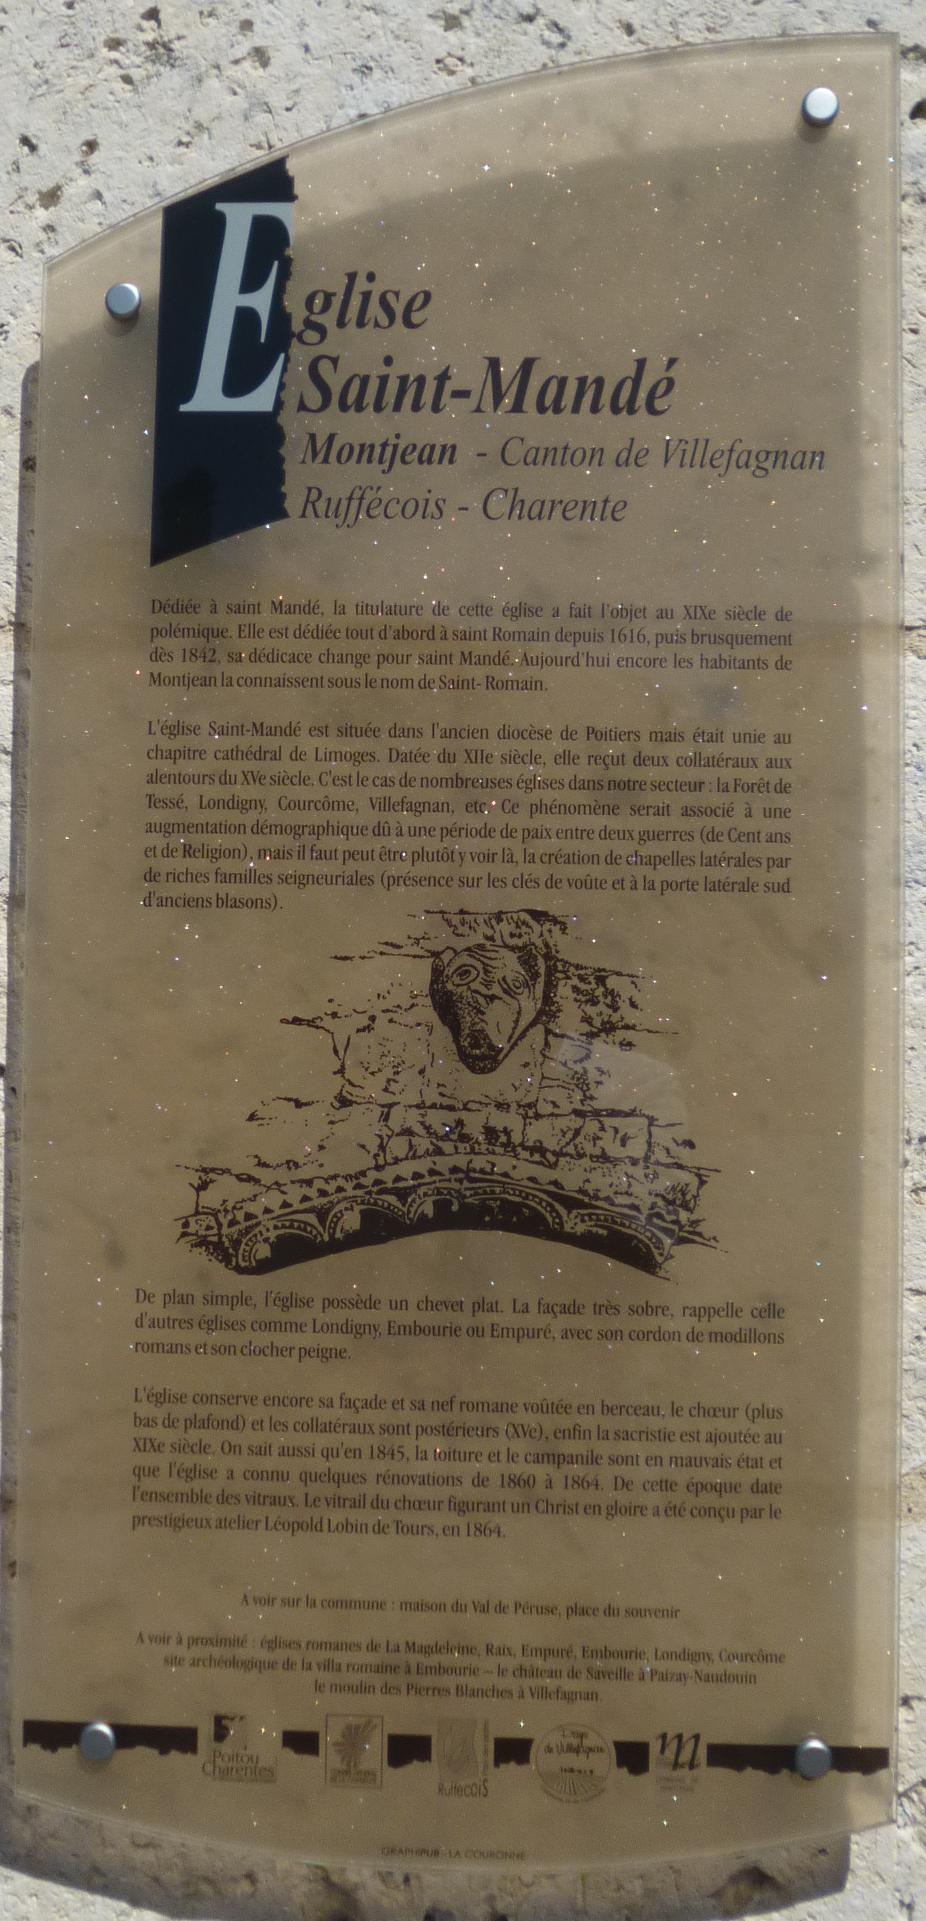 Eglise
Saint-Mandé
Montjean - Canton de Villefagnan
Ruffécois - Charente
Dédiée à saint Mandé, la titulature de cette église a fait l'objet au XIXe siècle de
polémique. Elle est dédiée tout d'abord à saint Romain depuis 1616, puis brusquement
dès 1842, sa dédicace change pour saint Mandé. Aujourd'hui encore les habitants de
Montjean la connaissent sous le nom de Saint- Romain.
L'église Saint-Mandé est située dans l'ancien diocèse de Poitiers mais était unie au
chapitre cathédral de Limoges. Datée du XIIe siècle, elle reçut deux collatéraux aux
alentours du XVe siècle. C'est le cas de nombreuses églises dans notre secteur : la Forêt de
Tessé, Londigny, Courcôme, Villefagnan, etc. Ce phénomène serait associé à une
augmentation démographique dû à une période de paix entre deux guerres (de Cent ans
et de Religion), mais il faut peut être plutôt y voir là, la création de chapelles latérales par
de riches familles seigneuriales (présence sur les clés de voûte et à la porte latérale sud
d'anciens blasons).
De plan simple, l'église possède un chevet plat. La façade très sobre, rappelle celle
d'autres églises comme Londigny, Embourie ou Empuré, avec son cordon de modillons
romans et son clocher peigne.
L'église conserve encore sa façade et sa nef romane voûtée en berceau, le chœur (plus
bas de plafond) et les collatéraux sont postérieurs (XVe), enfin la sacristie est ajoutée au
XIXe siècle. On sait aussi qu'en 1845, la toiture et le campanile sont en mauvais état et
que l'église a connu quelques rénovations de 1860 à 1864. De cette époque date
l'ensemble des vitraux. Le vitrail du chœur figurant un Christ en gloire a été conçu par le
prestigieux atelier Léopold Lobin de Tours, en 1864.
A voir sur la commune : maison du Val de Péruse, place du souvenir
A voir à proximité : églises romanes de La Magdeleine, Raix, Empuré, Embourie, Londigny, Courcôme
site archéologique de la villa romaine à Embourie – le château de Saveille à Paizay-Naudouin
le moulin des Pierres Blanches à Villefagnan.
Poitou
Charentes
RuffecoiS
de Villefagnan
GRAPHIPUB - LA COURONNE